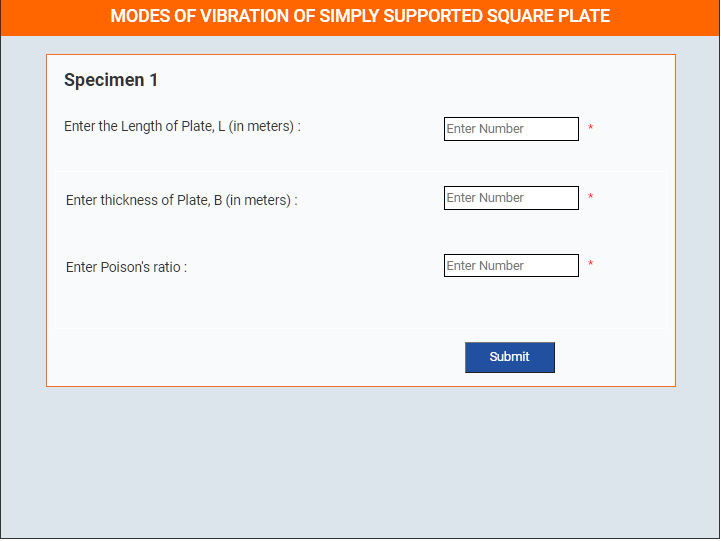 MODES OF VIBRATION OF SIMPLY SUPPORTED SQUARE PLATE
Specimen 1
Enter the Length of Plate, L (in meters) : Enter Number *
Enter thickness of Plate, B (in meters) : Enter Number *
Enter Poison's ratio : Enter Number *
Submit